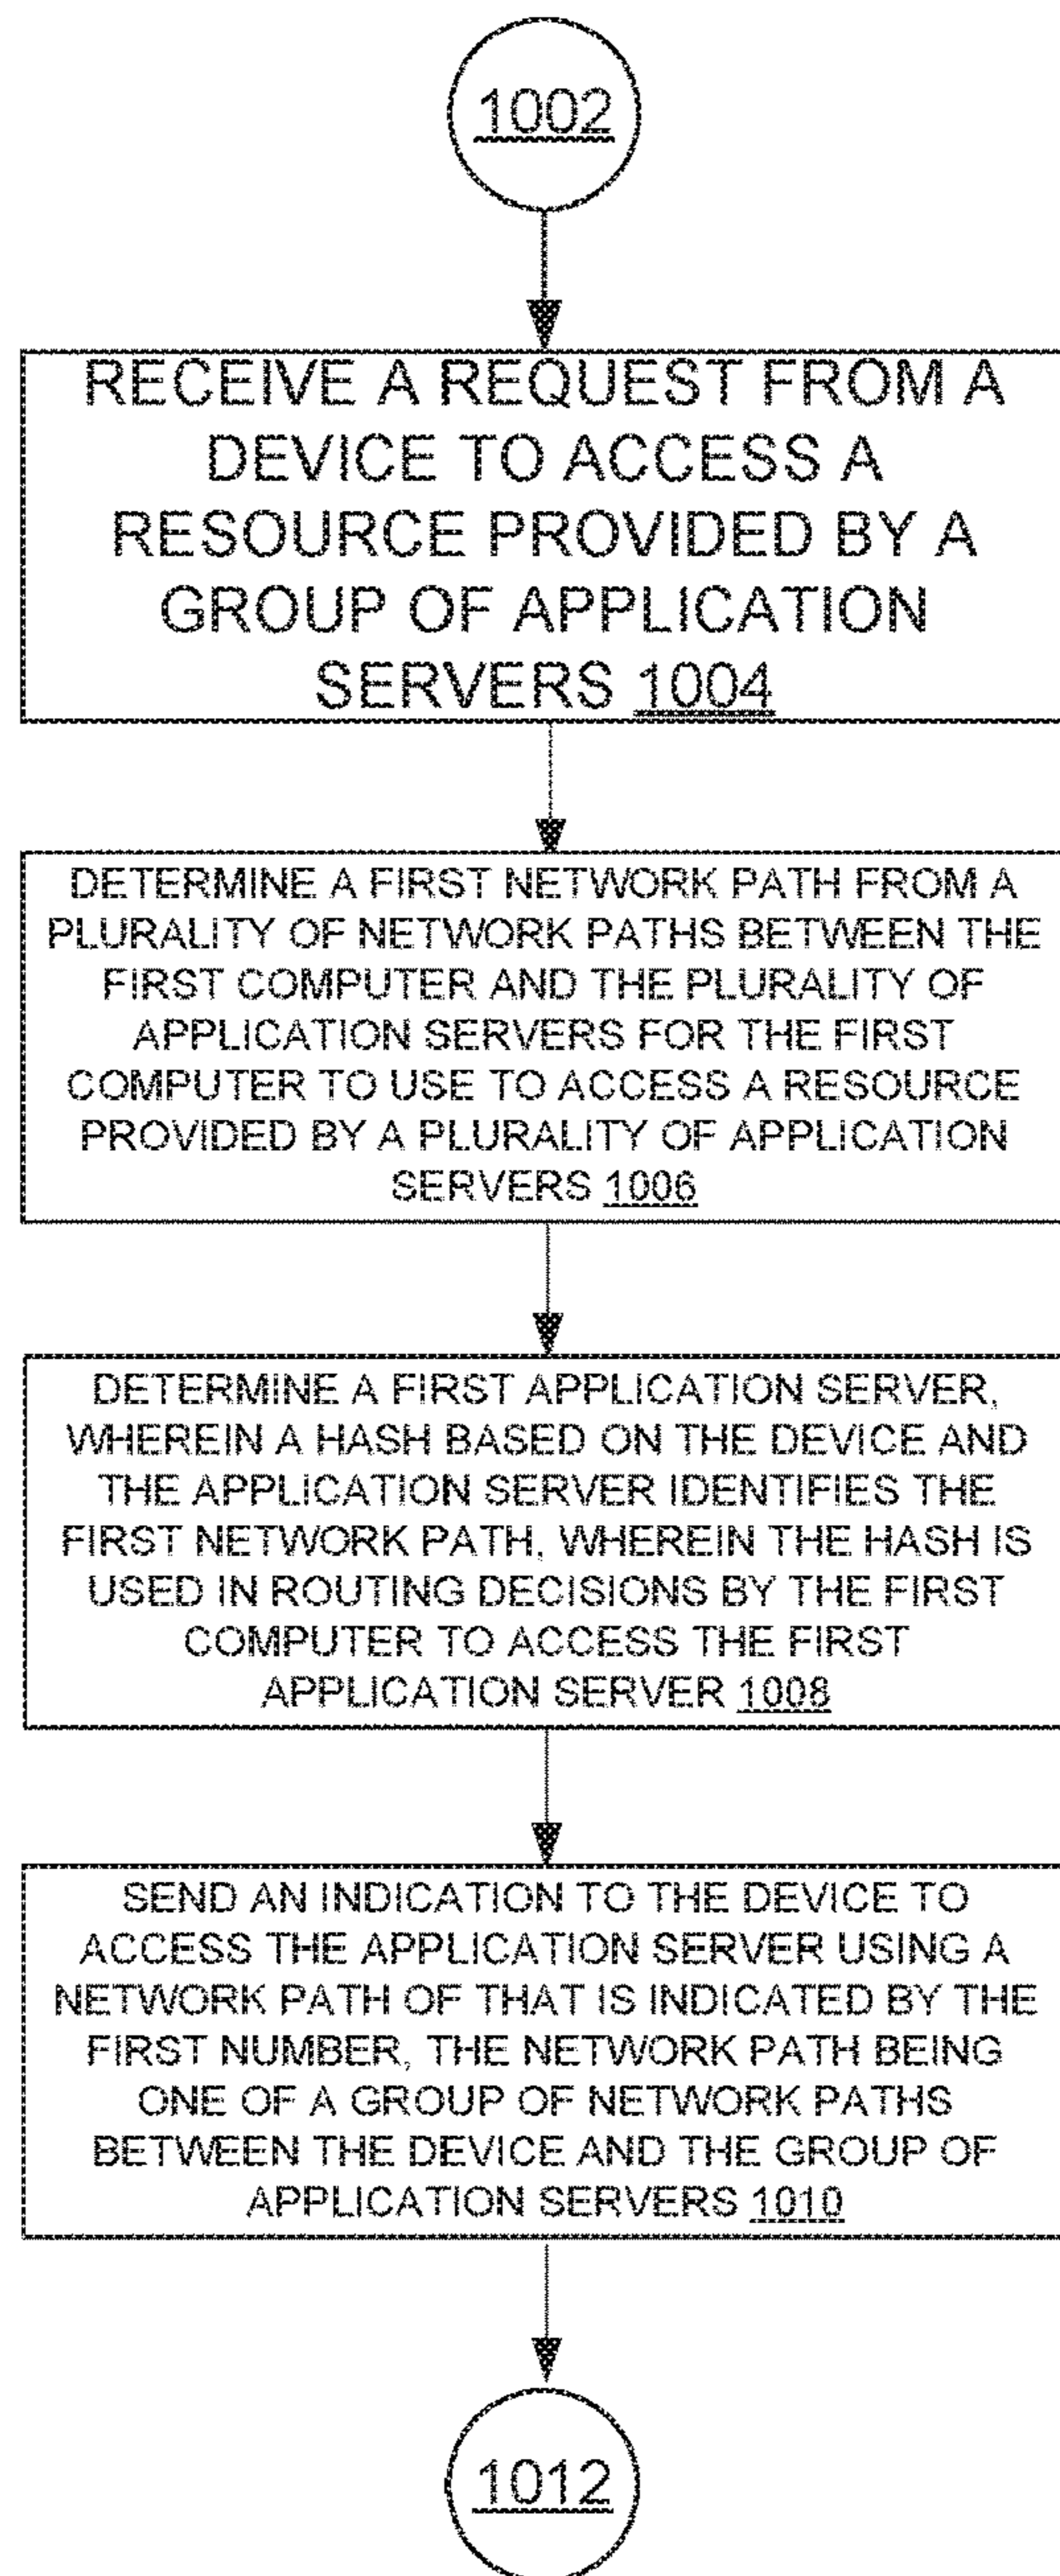 1002
RECEIVE A REQUEST FROM A
DEVICE TO ACCESS A
RESOURCE PROVIDED BY A
GROUP OF APPLICATION
SERVERS 1004
DETERMINE A FIRST NETWORK PATH FROM A
PLURALITY OF NETWORK PATHS BETWEEN THE
FIRST COMPUTER AND THE PLURALITY OF
APPLICATION SERVERS FOR THE FIRST
COMPUTER TO USE TO ACCESS A RESOURCE
PROVIDED BY A PLURALITY OF APPLICATION
SERVERS 1006
DETERMINE A FIRST APPLICATION SERVER,
WHEREIN A HASH BASED ON THE DEVICE AND
THE APPLICATION SERVER IDENTIFIES THE
FIRST NETWORK PATH, WHEREIN THE HASH IS
USED IN ROUTING DECISIONS BY THE FIRST
COMPUTER TO ACCESS THE FIRST
APPLICATION SERVER 1008
SEND AN INDICATION TO THE DEVICE TO
ACCESS THE APPLICATION SERVER USING A
NETWORK PATH OF THAT IS INDICATED BY THE
FIRST NUMBER, THE NETWORK PATH BEING
ONE OF A GROUP OF NETWORK PATHS
BETWEEN THE DEVICE AND THE GROUP OF
APPLICATION SERVERS 1010
1012